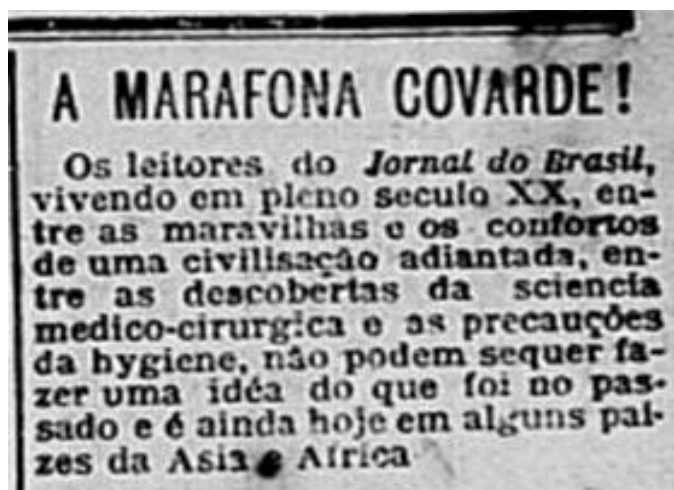 A MARAFONA COVARDE!
Os leitores do Jornal do Brasil,
vivendo em pleno seculo XX, en-
tre as maravilhas e os confortos
de uma civilisação adiantada, en-
tre as descobertas da sciencia
medico-cirurgica e as precauções
da hygiene, não podem sequer fa-
zer uma idéa do que foi no pas-
sado e é ainda hoje em alguns pai-
zes da Asia e Africa